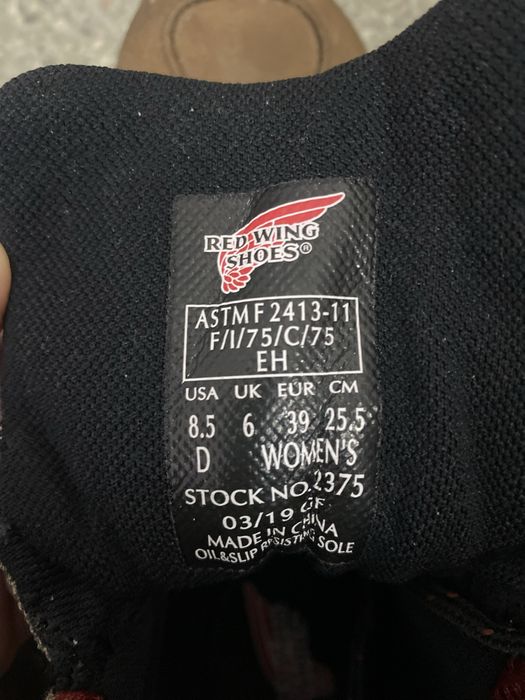 RED WING
SHOES®
ASTM F 2413-11
F/I/75/C/75
EH
USA UK EUR CM
8.5 6 39 25.5
D WOMEN'S
STOCK NO.2375
03/19 GF
MADE IN CHINA
OIL&SLIP RESISTING SOLE